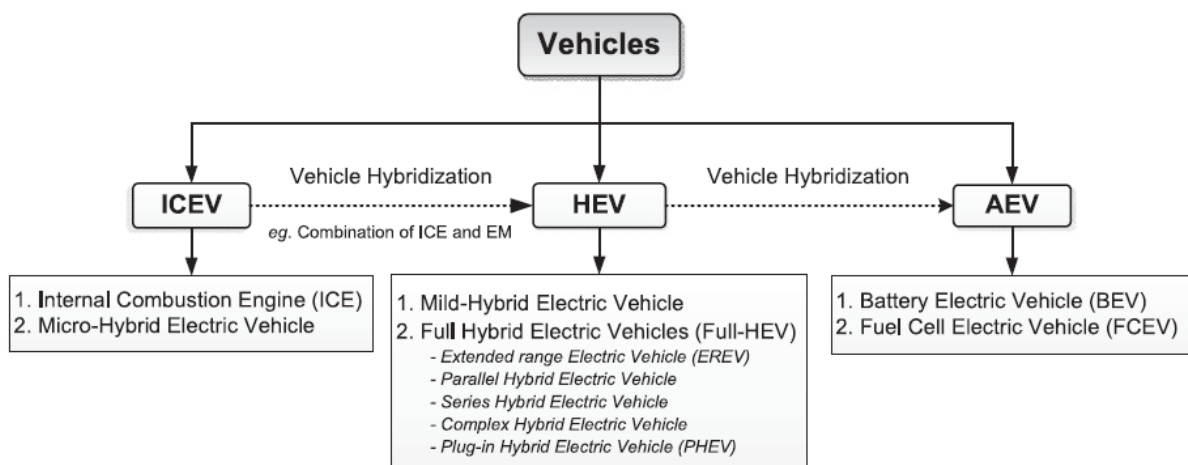 Vehicles
Vehicle Hybridization
Vehicle Hybridization
ICEV
HEV
AEV
eg. Combination of ICE and EM
1. Internal Combustion Engine (ICE)
2. Micro-Hybrid Electric Vehicle
1. Mild-Hybrid Electric Vehicle
2. Full Hybrid Electric Vehicles (Full-HEV)
- Extended range Electric Vehicle (EREV)
- Parallel Hybrid Electric Vehicle
- Series Hybrid Electric Vehicle
- Complex Hybrid Electric Vehicle
- Plug-in Hybrid Electric Vehicle (PHEV)
1. Battery Electric Vehicle (BEV)
2. Fuel Cell Electric Vehicle (FCEV)